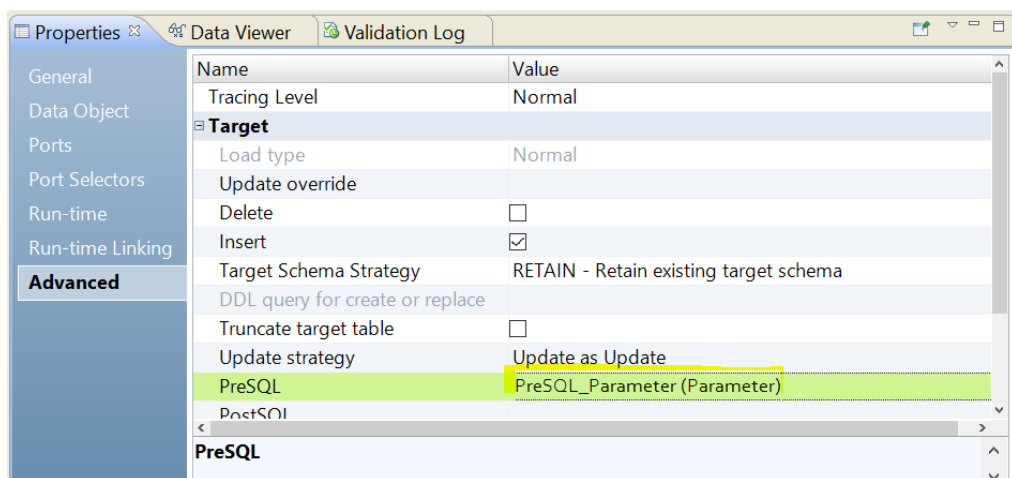 Properties Data Viewer Validation Log
General
Data Object
Ports
Port Selectors
Run-time
Run-time Linking
Advanced
Name Value
Tracing Level Normal
Target
Load type Normal
Update override
Delete
Insert
Target Schema Strategy RETAIN - Retain existing target schema
DDL query for create or replace
Truncate target table
Update strategy Update as Update
PreSQL PreSQL_Parameter (Parameter)
PostSQL
PreSQL